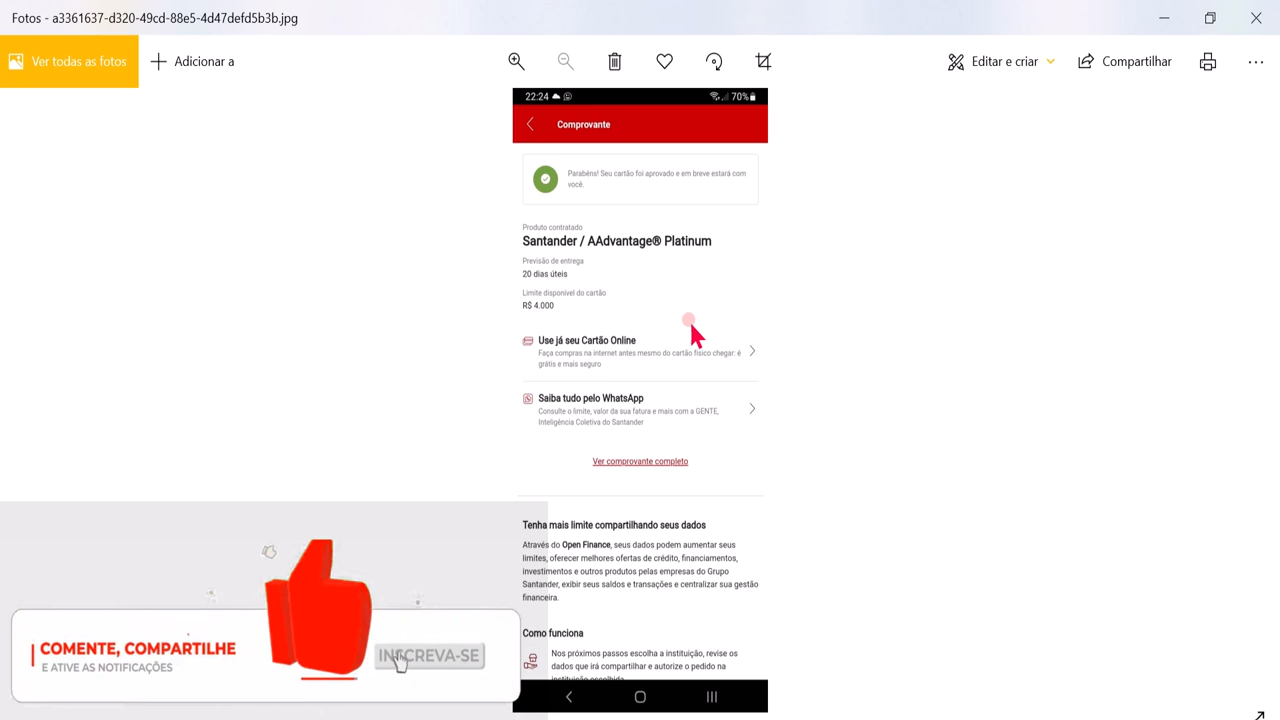 Fotos - a3361637-d320-49cd-88e5-4d47defd5b3b.jpg
Ver todas as fotos
Adicionar a
Editar e criar
Compartilhar
22:24
70%
Comprovante
Parabéns! Seu cartão foi aprovado e em breve estará com
você.
Produto contratado
Santander / AAdvantage® Platinum
Previsão de entrega
20 dias úteis
Limite disponível do cartão
R$ 4.000
Use já seu Cartão Online
Faça compras na internet antes mesmo do cartão físico chegar: é
grátis e mais seguro
Saiba tudo pelo WhatsApp
Consulte o limite, valor da sua fatura e mais com a GENTE,
Inteligência Coletiva do Santander
Ver comprovante completo
Tenha mais limite compartilhando seus dados
Através do Open Finance, seus dados podem aumentar seus
limites, oferecer melhores ofertas de crédito, financiamentos,
investimentos e outros produtos pelas empresas do Grupo
Santander, exibir seus saldos e transações e centralizar sua gestão
financeira.
Como funciona
Nos próximos passos escolha a instituição, revise os
dados que irá compartilhar e autorize o pedido na
instituição escolhida.
COMENTE, COMPARTILHE
E ATIVE AS NOTIFICAÇÕES
INSCREVA-SE